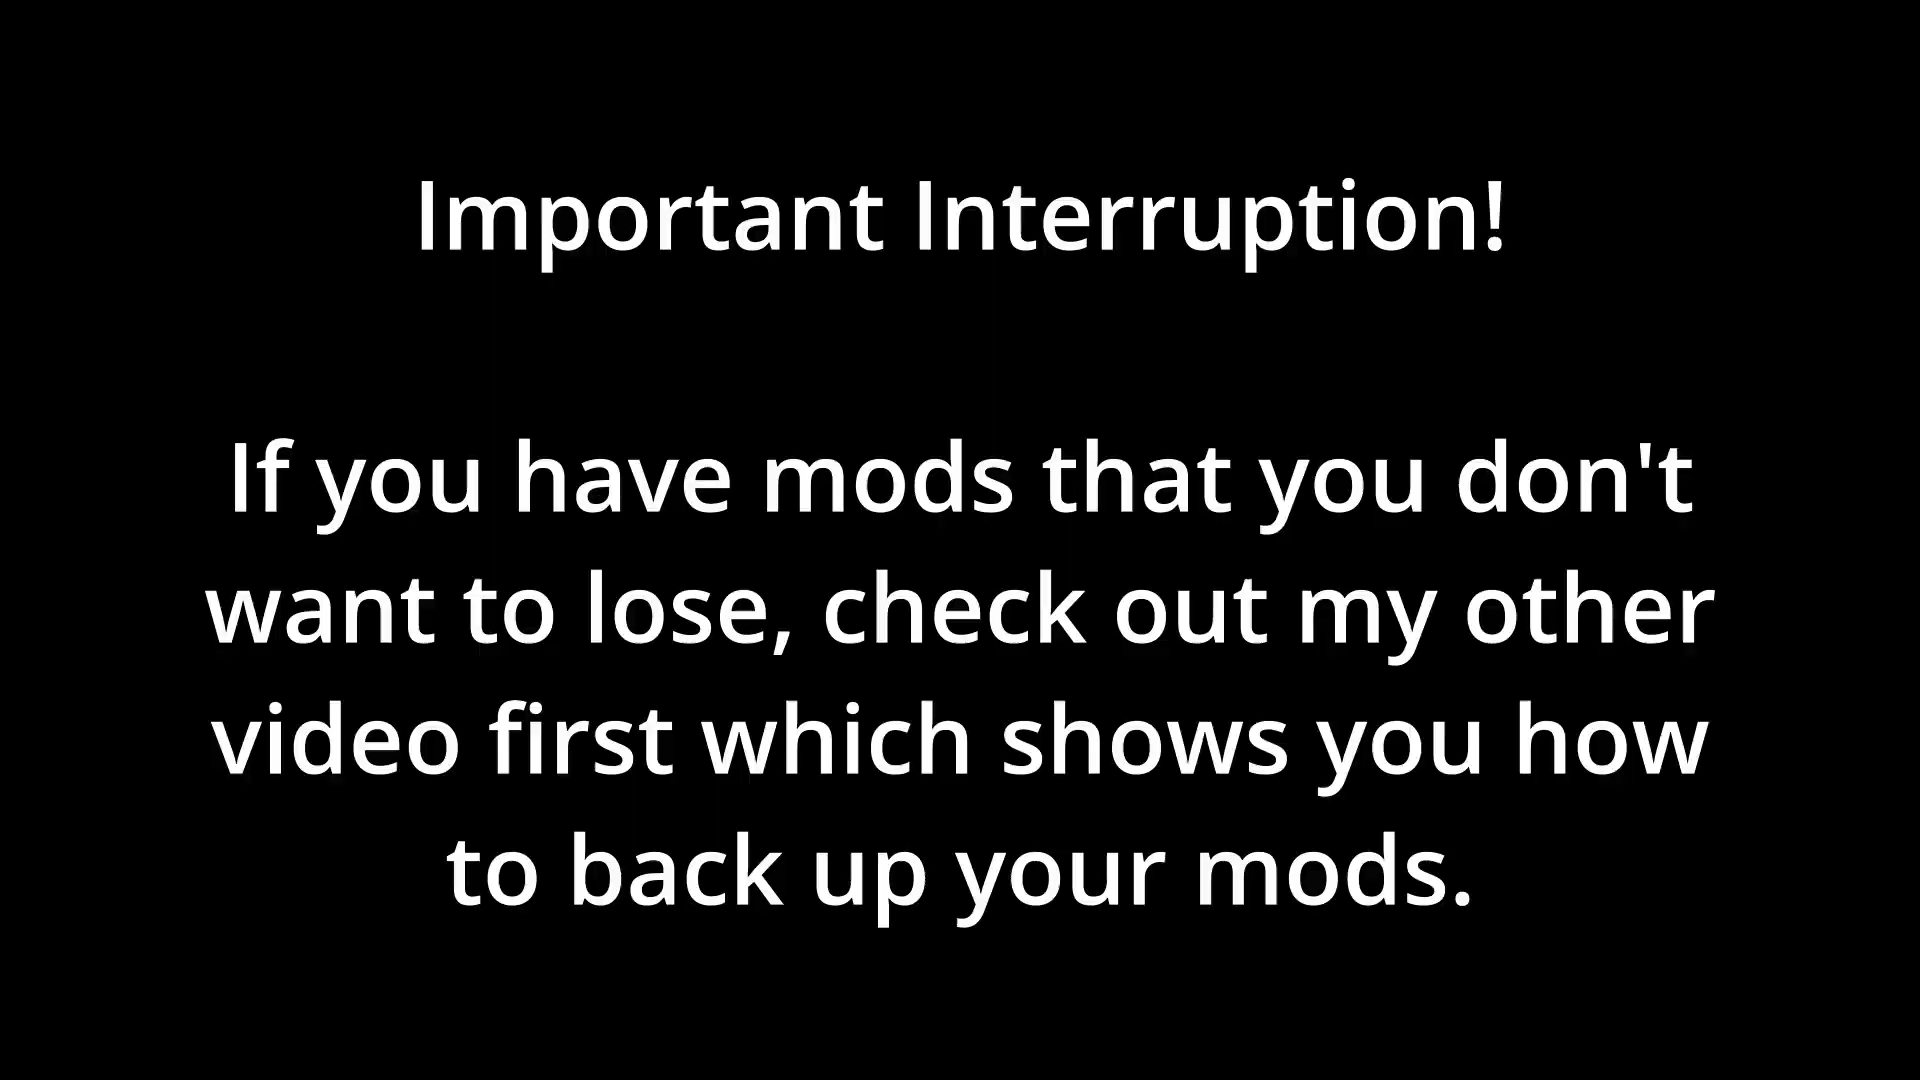 Important Interruption!
If you have mods that you don't
want to lose, check out my other
video first which shows you how
to back up your mods.